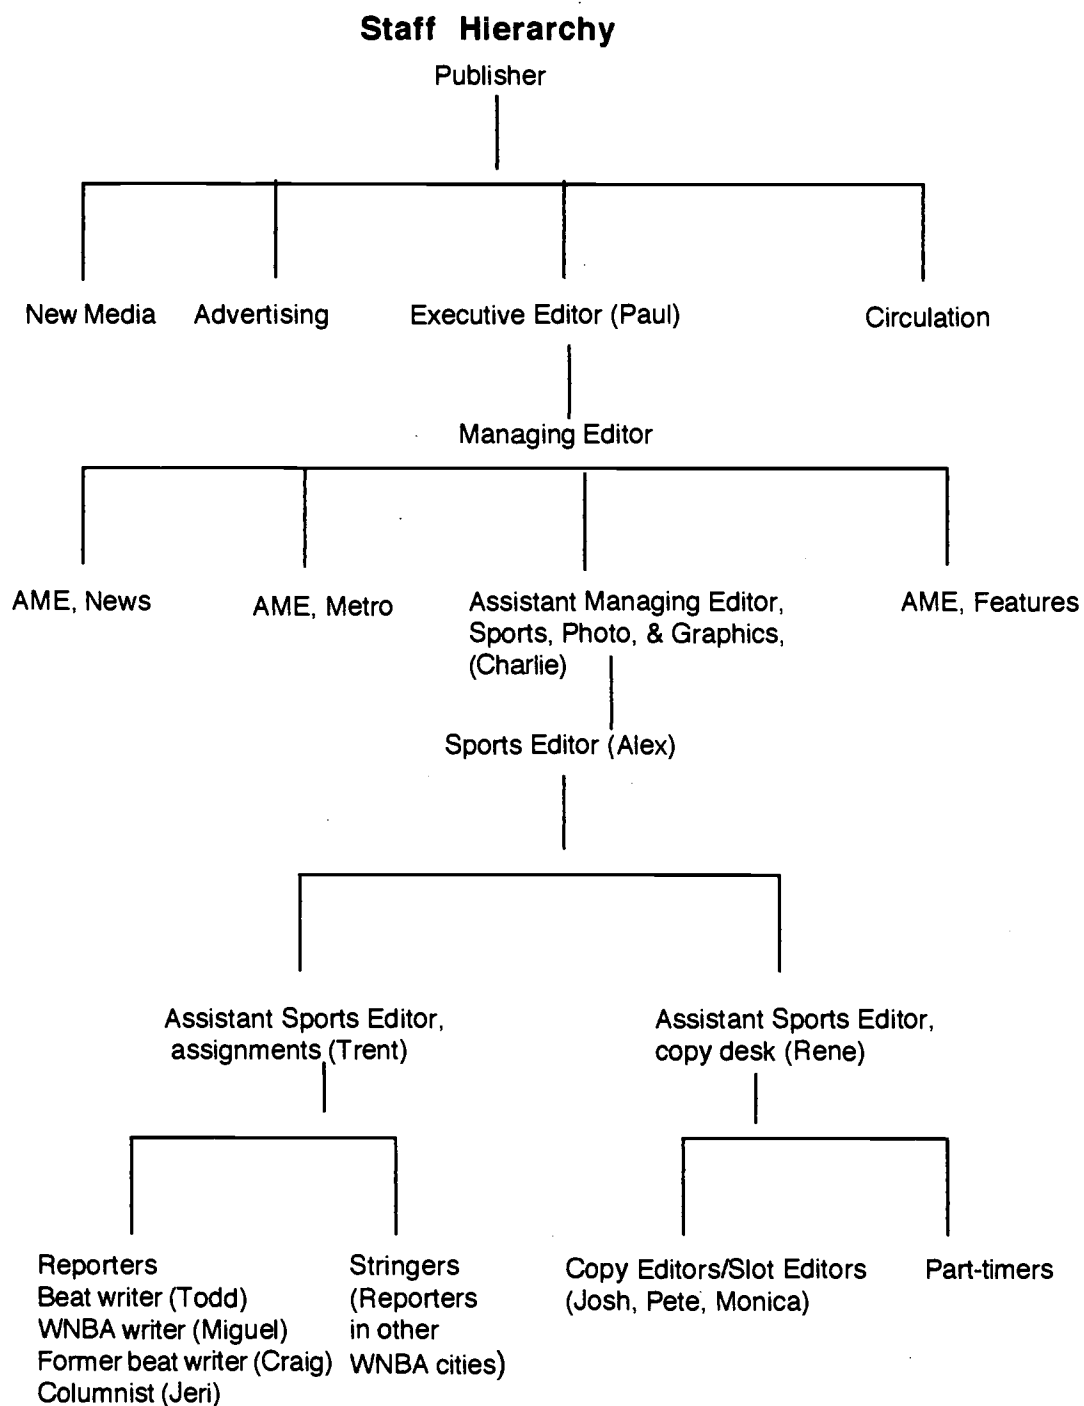 Staff Hierarchy
Publisher
New Media
Advertising
Executive Editor (Paul)
Circulation
Managing Editor
AME, News
AME, Metro
Assistant Managing Editor,
Sports, Photo, & Graphics,
(Charlie)
AME, Features
Sports Editor (Alex)
Assistant Sports Editor,
assignments (Trent)
Assistant Sports Editor,
copy desk (Rene)
Reporters
Beat writer (Todd)
WNBA writer (Miguel)
Former beat writer (Craig)
Columnist (Jeri)
Stringers
(Reporters
in other
WNBA cities)
Copy Editors/Slot Editors
(Josh, Pete, Monica)
Part-timers